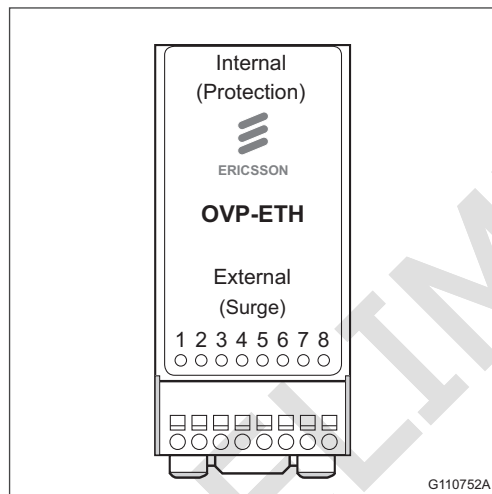 Internal
(Protection)
ERICSSON
OVP-ETH
External
(Surge)
1 2 3 4 5 6 7 8
G110752A